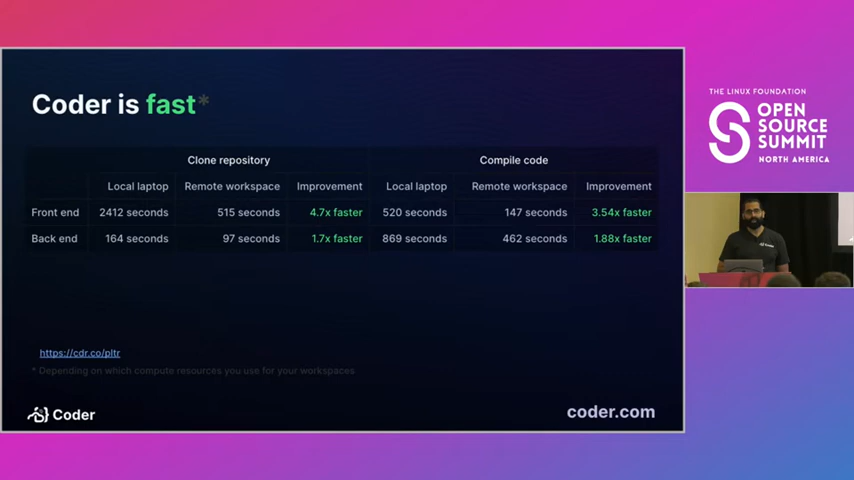 Coder is fast*
Clone repository Compile code
Local laptop Remote workspace Improvement Local laptop Remote workspace Improvement
Front end 2412 seconds 515 seconds 4.7x faster 520 seconds 147 seconds 3.54x faster
Back end 164 seconds 97 seconds 1.7x faster 869 seconds 462 seconds 1.88x faster
https://cdr.co/pltr
* Depending on which compute resources you use for your workspaces
Coder
coder.com
THE LINUX FOUNDATION
OPEN
SOURCE
SUMMIT
NORTH AMERICA
Coder